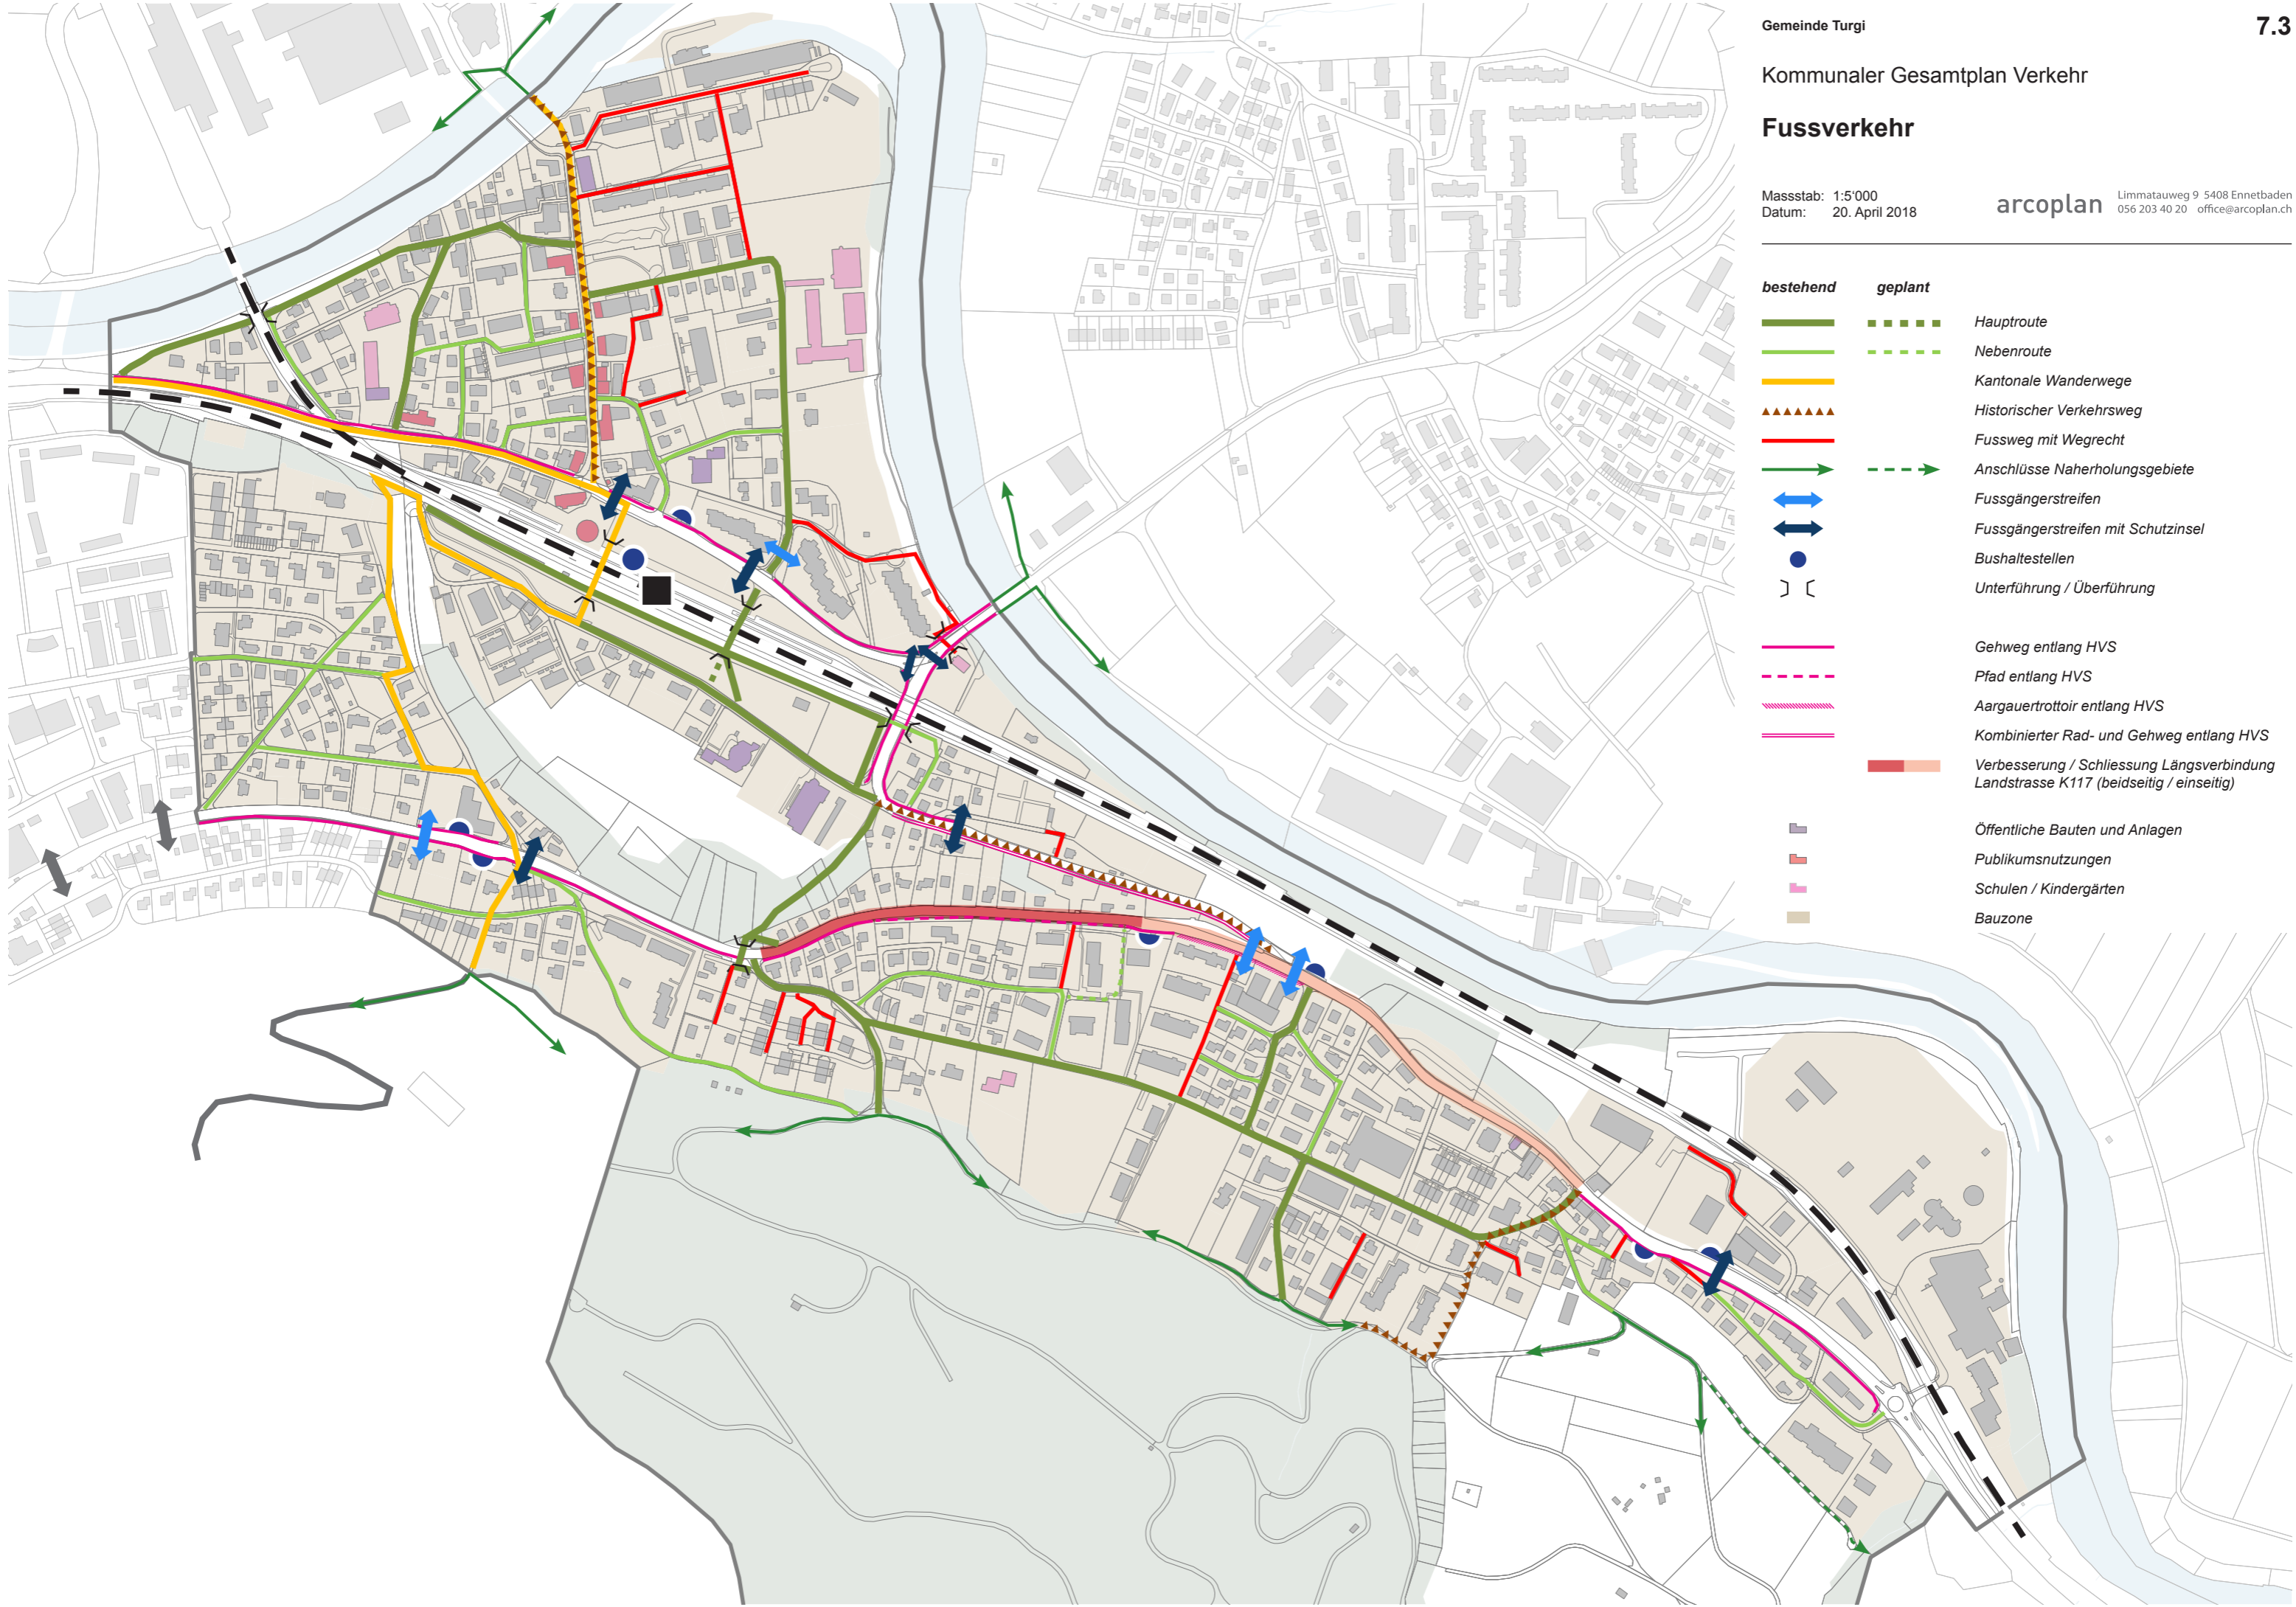 Gemeinde Turgi
7.3
Kommunaler Gesamtplan Verkehr
Fussverkehr
Massstab: 1:5'000
Datum: 20. April 2018
arcoplan
Limmatauweg 9 5408 Ennetbaden
056 203 40 20 office@arcoplan.ch
bestehend geplant
Hauptroute
Nebenroute
Kantonale Wanderwege
Historischer Verkehrsweg
Fussweg mit Wegrecht
Anschlüsse Naherholungsgebiete
Fussgängerstreifen
Fussgängerstreifen mit Schutzinsel
Bushaltestellen
Unterführung / Überführung
Gehweg entlang HVS
Pfad entlang HVS
Aargauertrottoir entlang HVS
Kombinierter Rad- und Gehweg entlang HVS
Verbesserung / Schliessung Längsverbindung
Landstrasse K117 (beidseitig / einseitig)
Öffentliche Bauten und Anlagen
Publikumsnutzungen
Schulen / Kindergärten
Bauzone